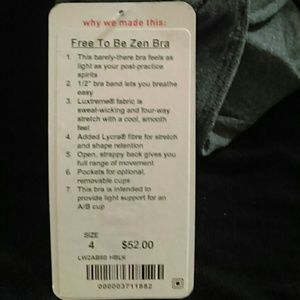 why we made this:
Free To Be Zen Bra
1 This barely-there bra feels as
light as your post-practice
spirits
2. 1/2" bra band lets you breathe
easy
3 Luxtreme® fabric is
sweat-wicking and four-way
stretch with a cool, smooth
feel
4 Added Lycra® fibre for stretch
and shape retention
5 Open, strappy back gives you
full range of movement
6 Pockets for optional,
removable cups
7 This bra is intended to
provide light support for an
A/B cup
SIZE
4 $52.00
LW2AB8S HBLK
000003711882